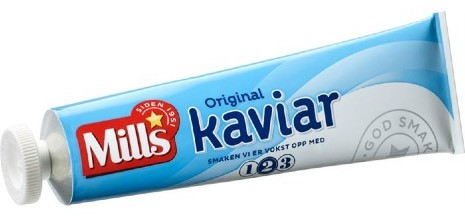 SIDEN 1951
Mills
Original
kaviar
SMAKEN VI ER VOKST OPP MED
123
GOD SMAK